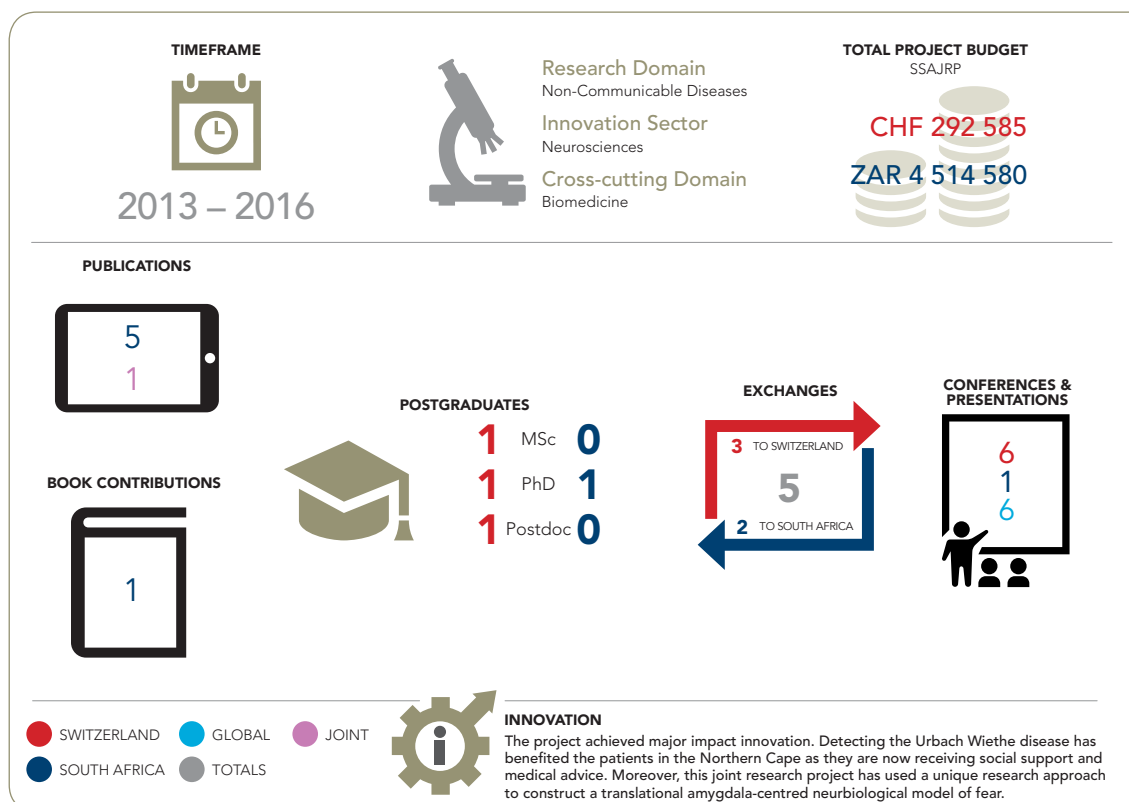 TIMEFRAME
2013 – 2016
Research Domain
Non-Communicable Diseases
Innovation Sector
Neurosciences
Cross-cutting Domain
Biomedicine
TOTAL PROJECT BUDGET
SSAJRP
CHF 292 585
ZAR 4 514 580
PUBLICATIONS
5
1
BOOK CONTRIBUTIONS
1
POSTGRADUATES
1 MSc 0
1 PhD 1
1 Postdoc 0
EXCHANGES
3 TO SWITZERLAND
5
2 TO SOUTH AFRICA
CONFERENCES &
PRESENTATIONS
6
1
6
SWITZERLAND GLOBAL JOINT
SOUTH AFRICA TOTALS
i
INNOVATION
The project achieved major impact innovation. Detecting the Urbach Wiethe disease has
benefited the patients in the Northern Cape as they are now receiving social support and
medical advice. Moreover, this joint research project has used a unique research approach
to construct a translational amygdala-centred neurbiological model of fear.